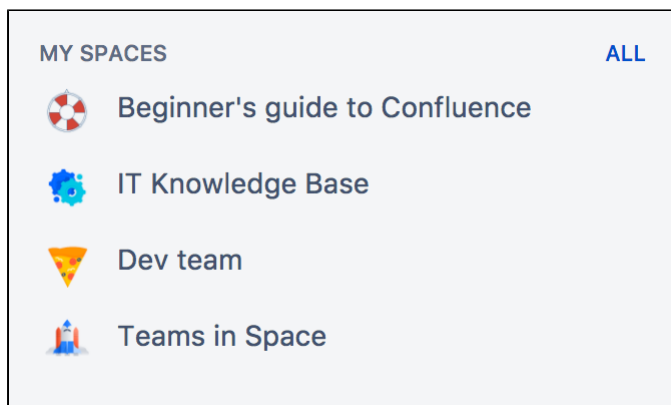 MY SPACES ALL
Beginner's guide to Confluence
IT Knowledge Base
Dev team
Teams in Space